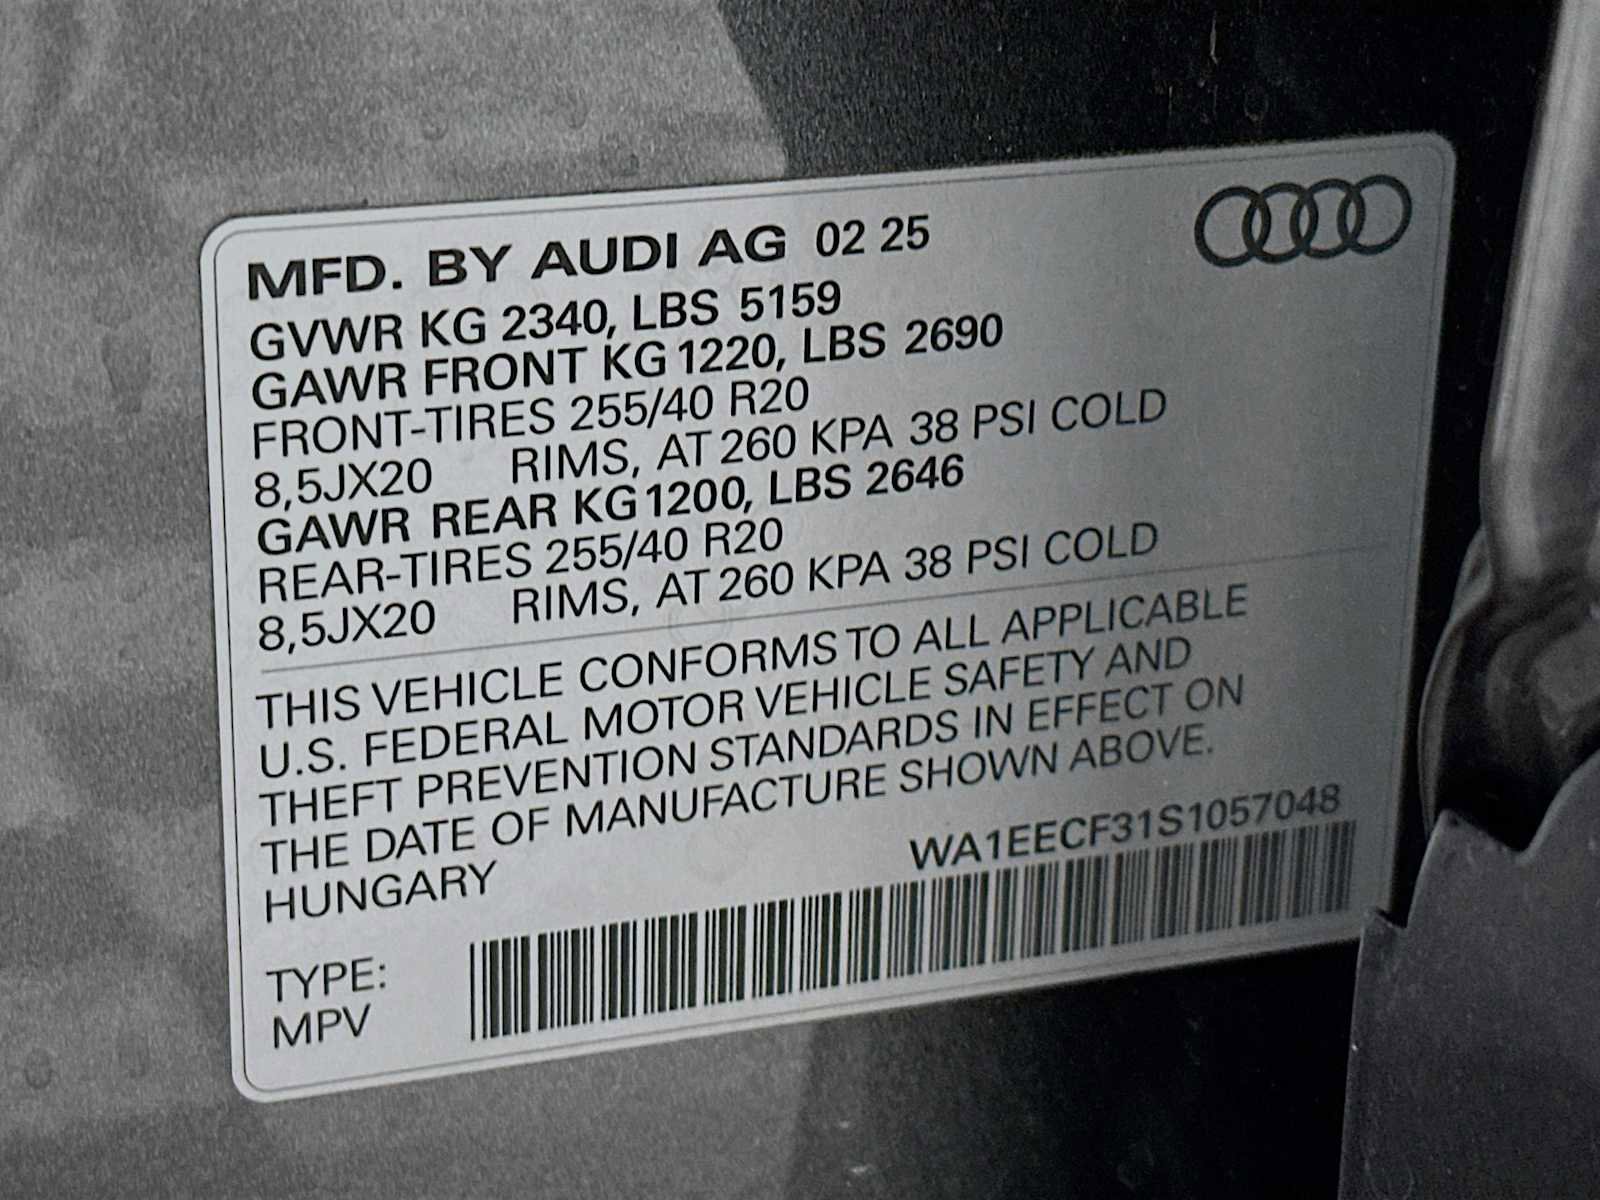 MFD. BY AUDI AG 02 25
GVWR KG 2340, LBS 5159
GAWR FRONT KG 1220, LBS 2690
FRONT-TIRES 255/40 R20
8,5JX20 RIMS, AT 260 KPA 38 PSI COLD
GAWR REAR KG 1200, LBS 2646
REAR-TIRES 255/40 R20
8,5JX20 RIMS, AT 260 KPA 38 PSI COLD
THIS VEHICLE CONFORMS TO ALL APPLICABLE
U.S. FEDERAL MOTOR VEHICLE SAFETY AND
THEFT PREVENTION STANDARDS IN EFFECT ON
THE DATE OF MANUFACTURE SHOWN ABOVE.
HUNGARY
WA1EECF31S1057048
TYPE:
MPV